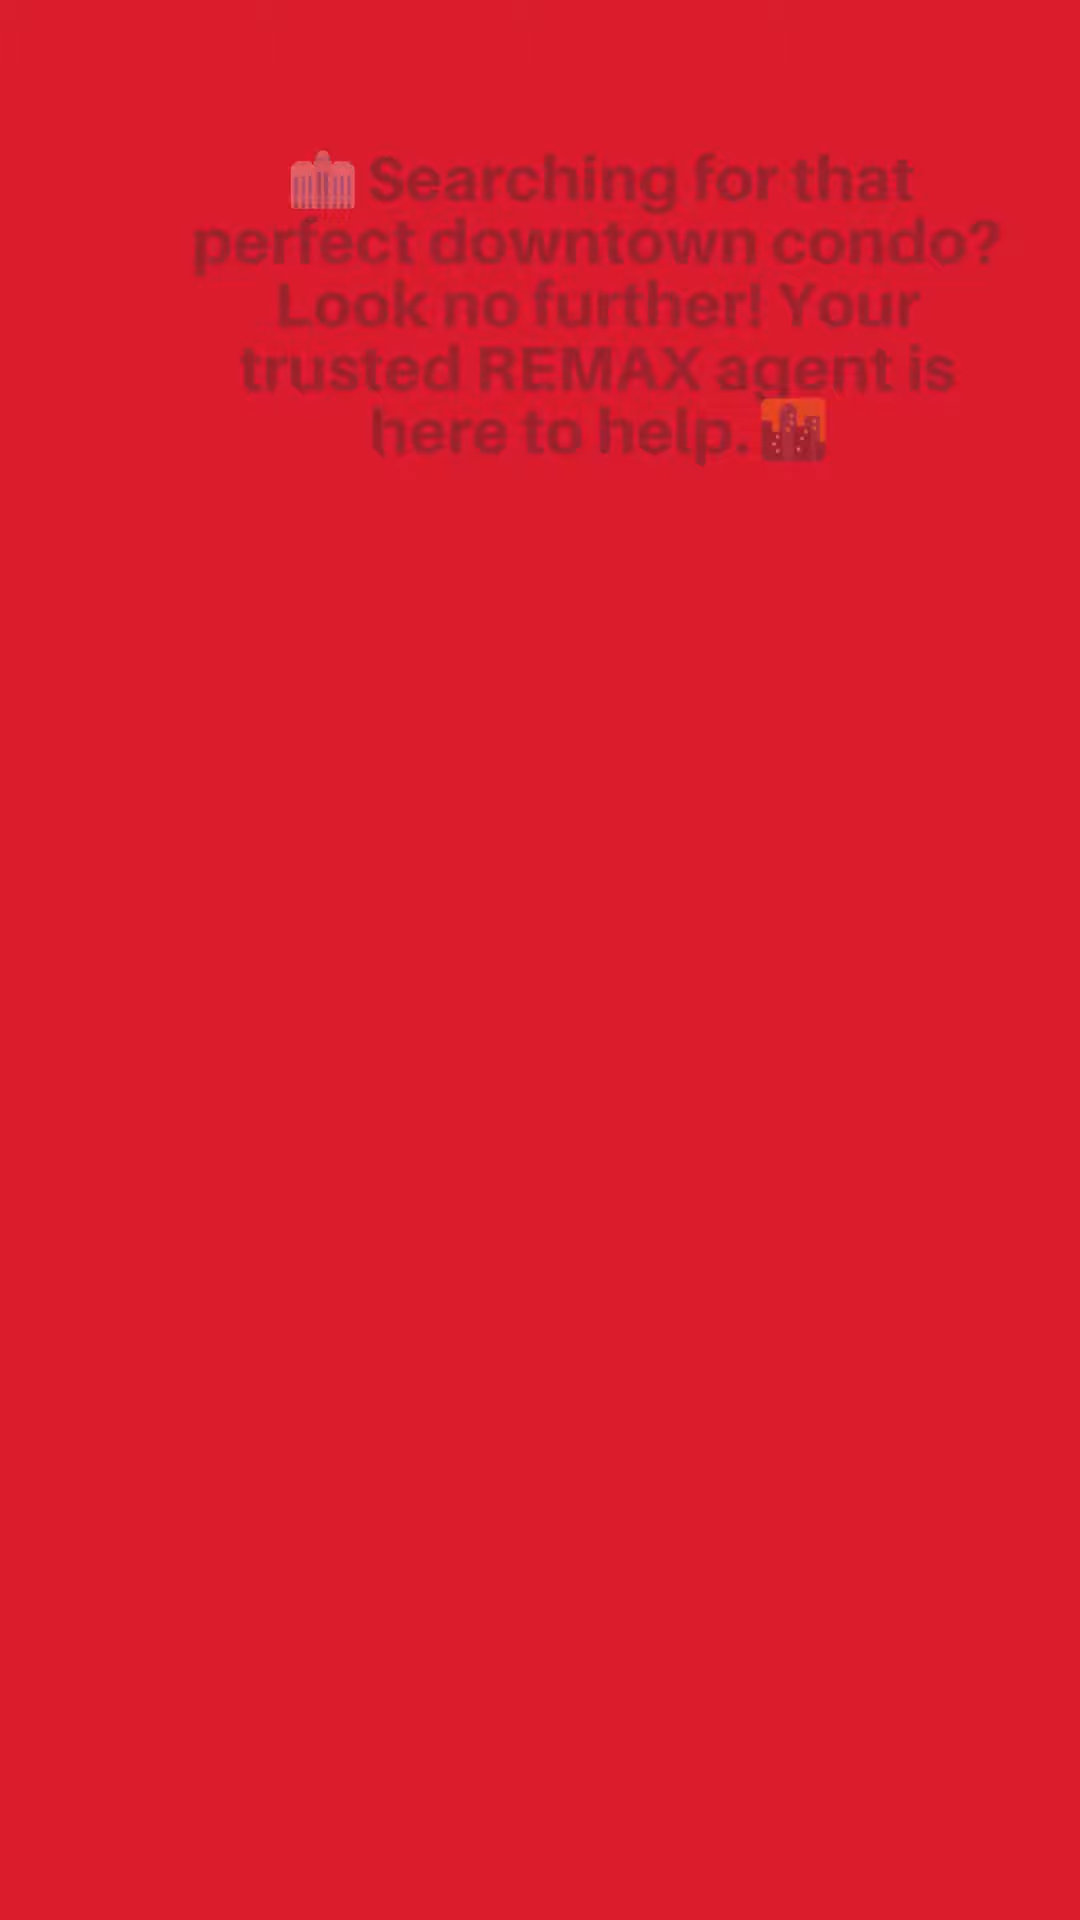 🏛️ Searching for that
perfect downtown condo?
Look no further! Your
trusted REMAX agent is
here to help. 🌇